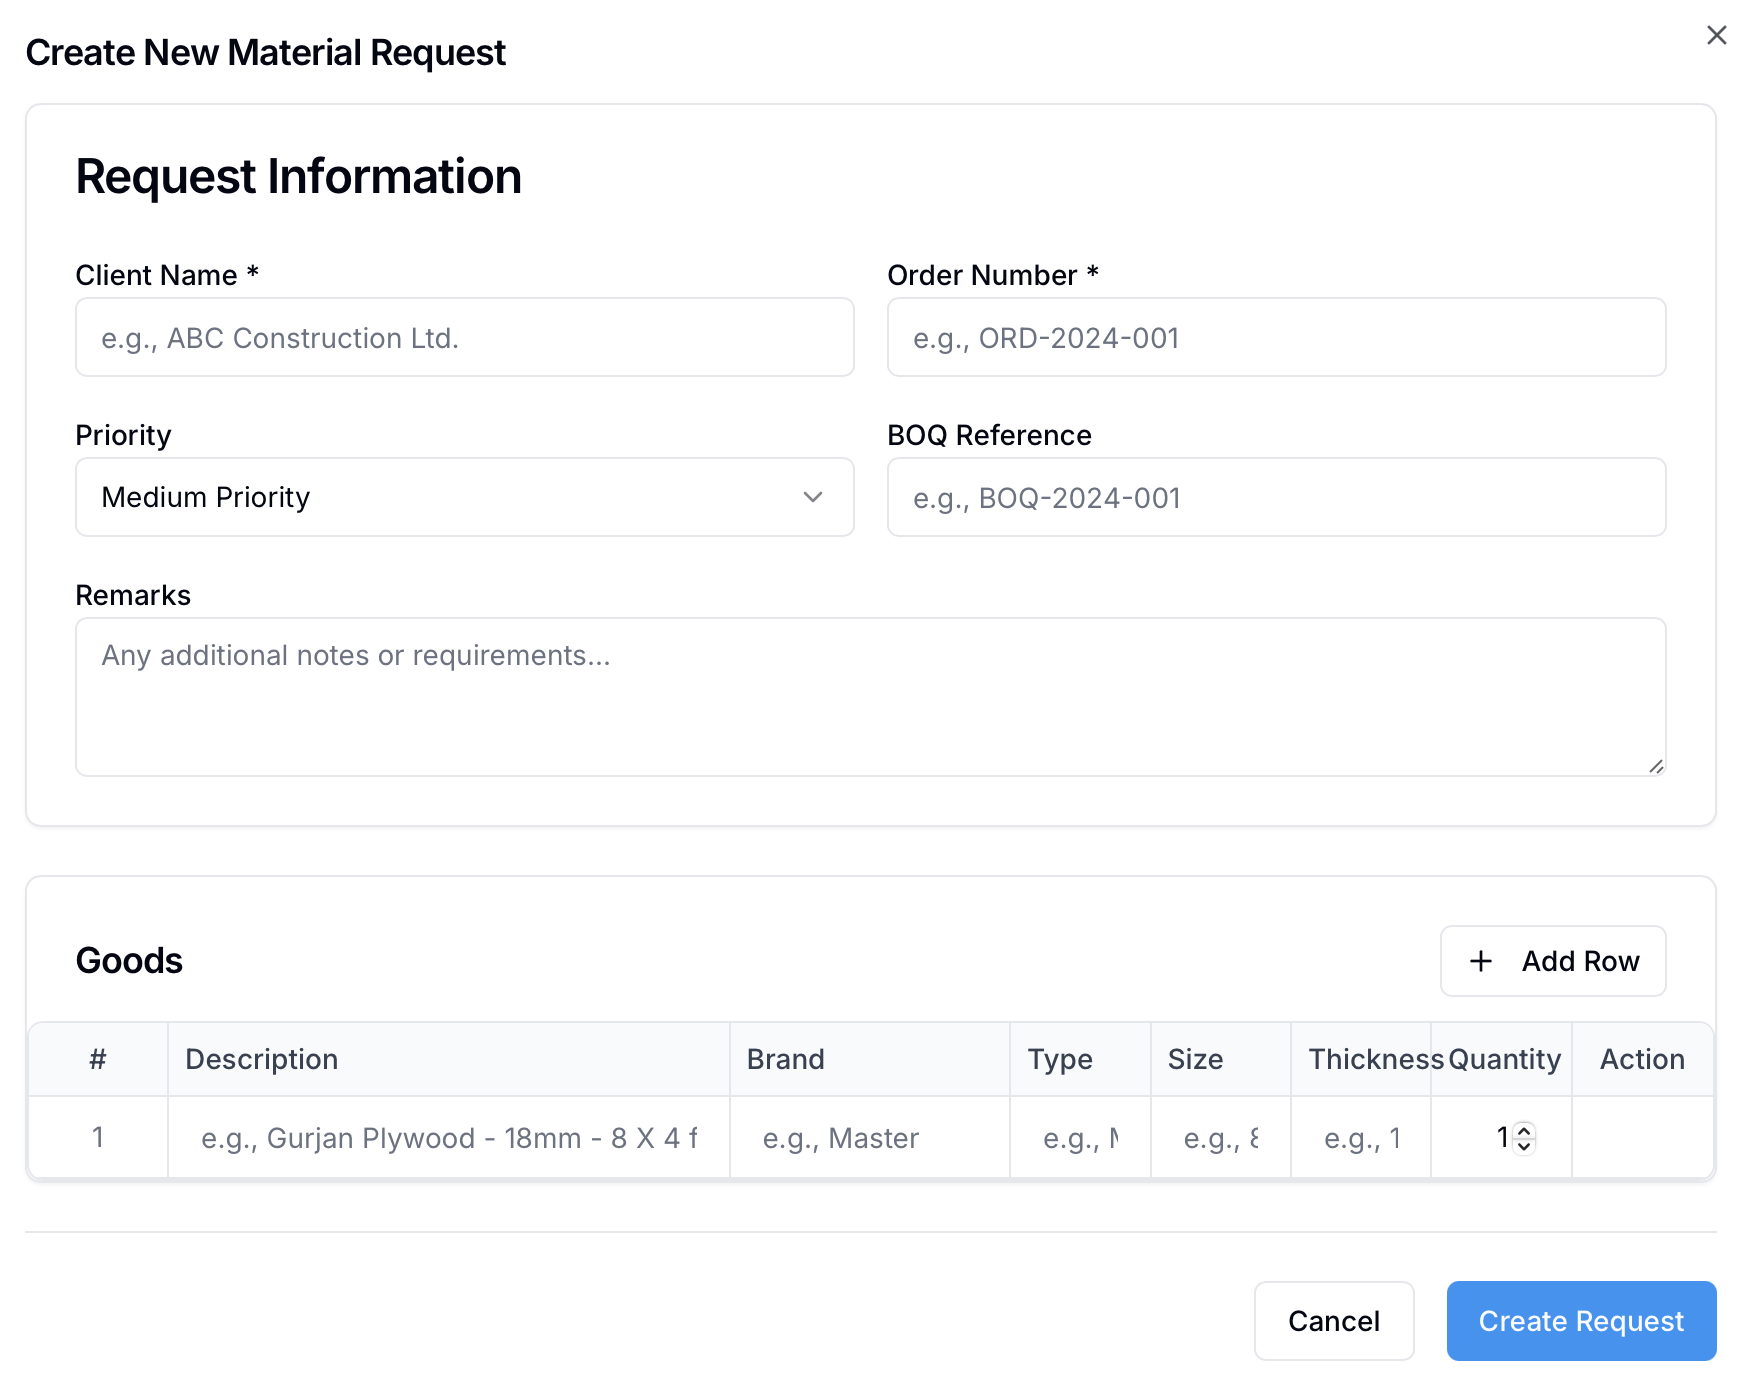 Create New Material Request
Request Information
Client Name *
Order Number *
e.g., ABC Construction Ltd.
e.g., ORD-2024-001
Priority
BOQ Reference
Medium Priority
e.g., BOQ-2024-001
Remarks
Any additional notes or requirements...
Goods
+ Add Row
# Description Brand Type Size Thickness Quantity Action
1 e.g., Gurjan Plywood - 18mm - 8 X 4 f e.g., Master e.g., e.g., 8 e.g., 1 1
Cancel
Create Request